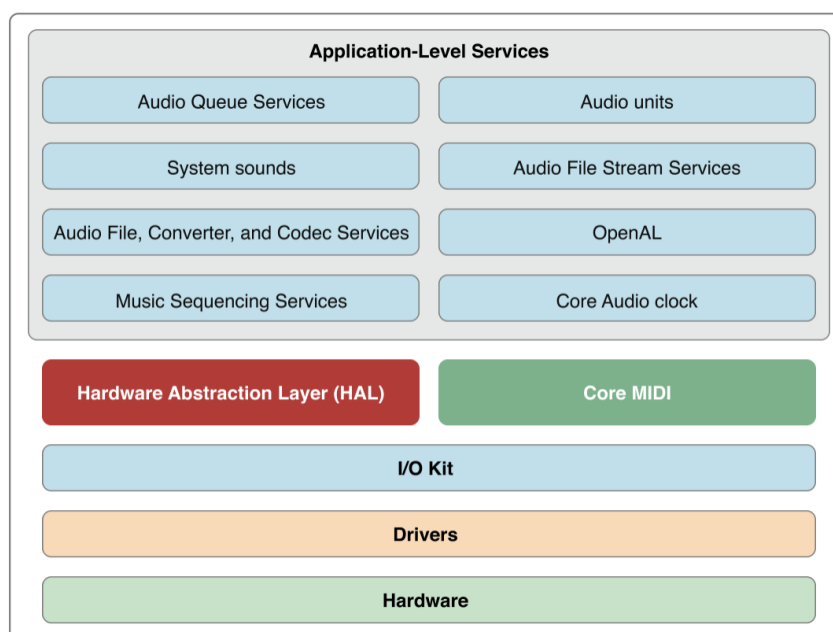 Application-Level Services
Audio Queue Services
Audio units
System sounds
Audio File Stream Services
Audio File, Converter, and Codec Services
OpenAL
Music Sequencing Services
Core Audio clock
Hardware Abstraction Layer (HAL)
Core MIDI
I/O Kit
Drivers
Hardware